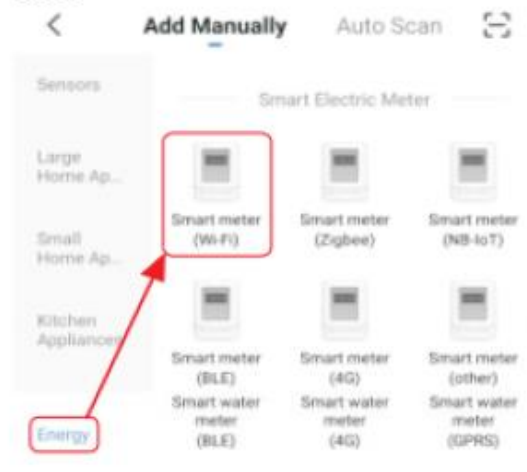 Add Manually
Auto Scan
Sensors
Large
Home Ap...
Small
Home Ap...
Kitchen
Appliances
Energy
Smart Electric Meter
Smart meter
(Wi-Fi)
Smart meter
(Zigbee)
Smart meter
(NB-IoT)
Smart meter
(BLE)
Smart meter
(4G)
Smart meter
(other)
Smart water
meter
(BLE)
Smart water
meter
(4G)
Smart water
meter
(GPRS)